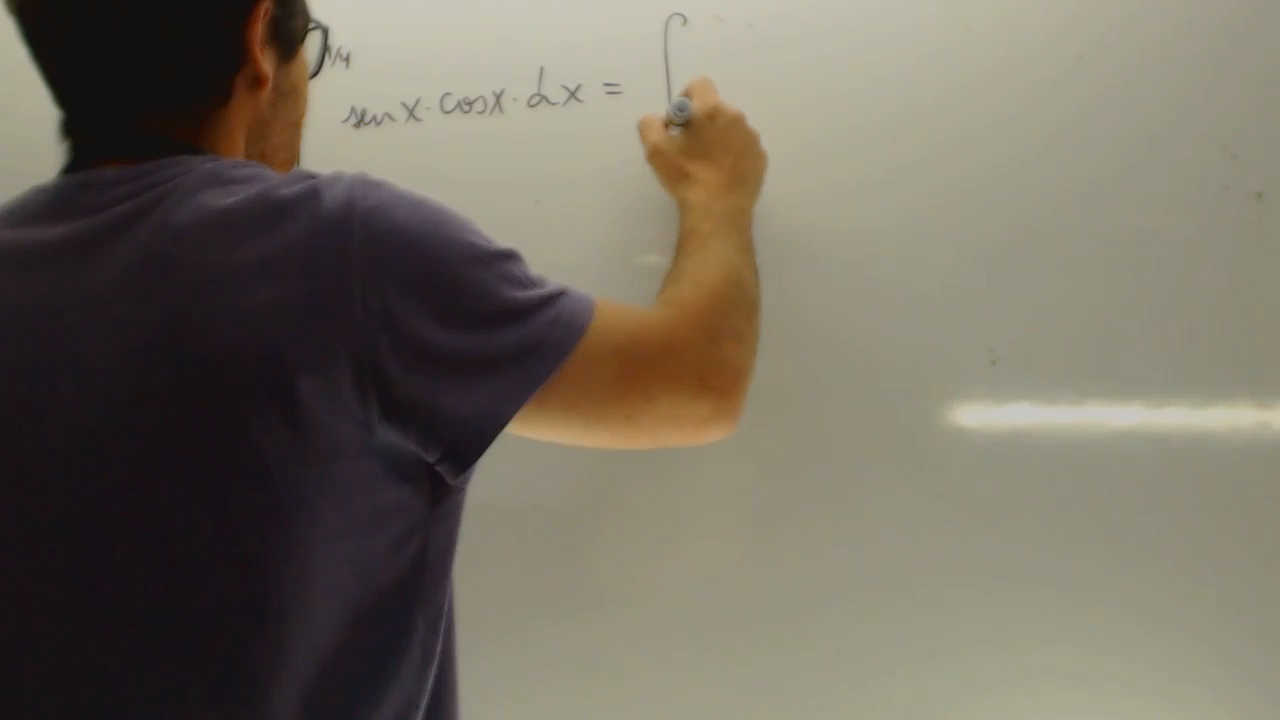 /4
sen x · cos x · dx = ∫